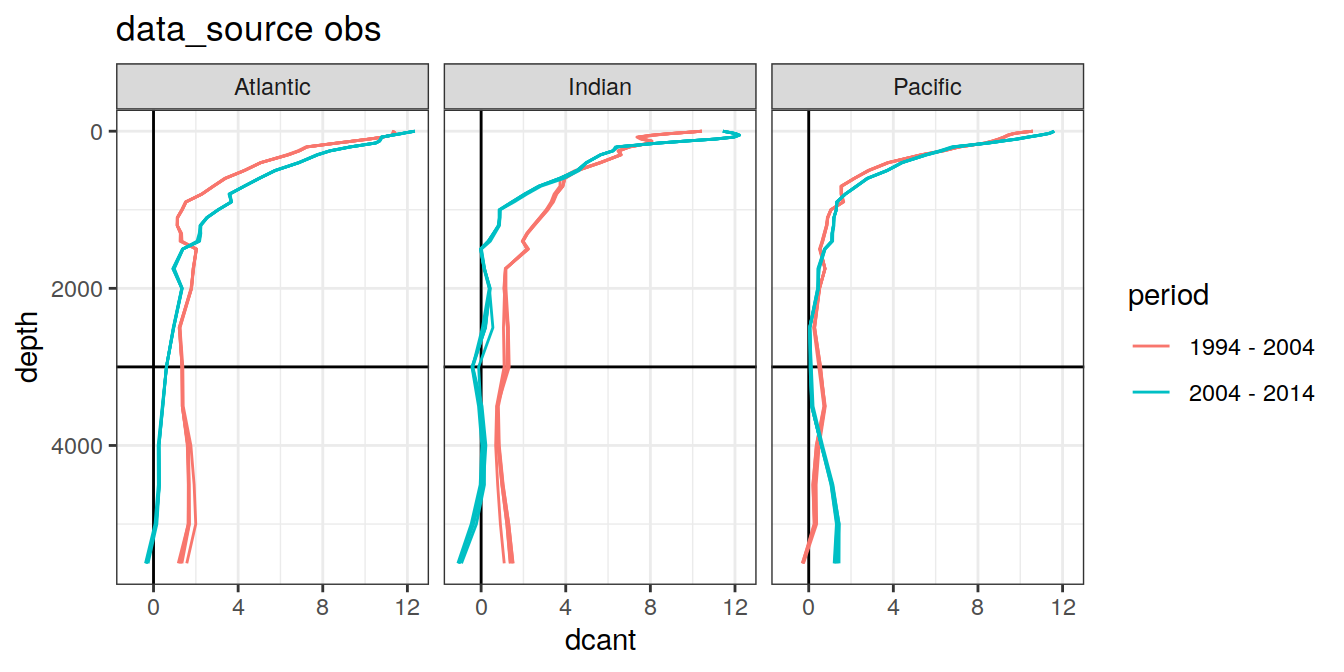 data_source obs
Atlantic Indian Pacific
0
2000
4000
depth
0 4 8 12 0 4 8 12 0 4 8 12
dcant
period
1994 - 2004
2004 - 2014